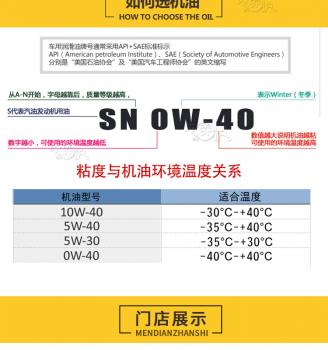 如何选机油
HOW TO CHOOSE THE OIL
车用润滑油牌号通常采用API+SAE标准标示
API（American petroleum Institute）、SAE（Society of Automotive Engineers）
分别是“美国石油协会”及“美国汽车工程师协会”的英文缩写
从A-N开始，字母越靠后，质量等级越高，
表示Winter（冬季）
S代表汽油发动机用油
SN 0W-40
数字越小，可使用的环境温度越低
数值越大说明机油越粘
可使用的环境温度越高
粘度与机油环境温度关系
机油型号 适合温度
10W-40 -30°C-+40°C
5W-40 -35°C-+40°C
5W-30 -35°C-+30°C
0W-40 -40°C-+40°C
门店展示
MENDIANZHANSHI